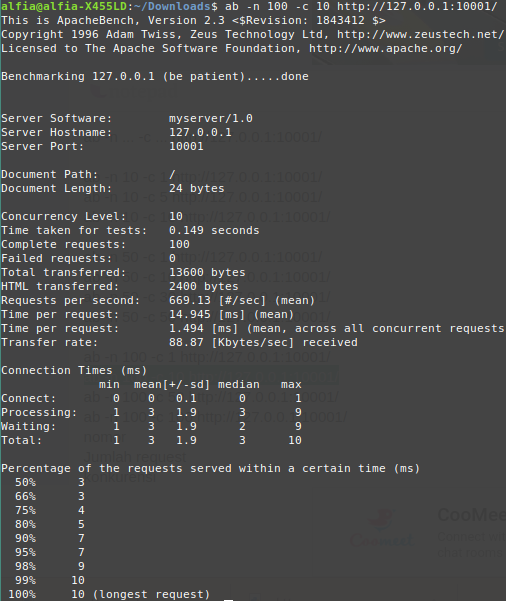 alfia@alfia-X455LD:~/Downloads$ ab -n 100 -c 10 http://127.0.0.1:10001/
This is ApacheBench, Version 2.3 <$Revision: 1843412 $>
Copyright 1996 Adam Twiss, Zeus Technology Ltd, http://www.zeustech.net/
Licensed to The Apache Software Foundation, http://www.apache.org/

Benchmarking 127.0.0.1 (be patient).....done


Server Software:        myserver/1.0
Server Hostname:        127.0.0.1
Server Port:            10001

Document Path:          /
Document Length:        24 bytes

Concurrency Level:      10
Time taken for tests:   0.149 seconds
Complete requests:      100
Failed requests:        0
Total transferred:      13600 bytes
HTML transferred:       2400 bytes
Requests per second:    669.13 [#/sec] (mean)
Time per request:       14.945 [ms] (mean)
Time per request:       1.494 [ms] (mean, across all concurrent requests
Transfer rate:          88.87 [Kbytes/sec] received

Connection Times (ms)
              min  mean[+/-sd] median   max
Connect:        0    0   0.1      0       1
Processing:     1    3   1.9      3       9
Waiting:        1    3   1.9      2       9
Total:          1    3   1.9      3      10

Percentage of the requests served within a certain time (ms)
  50%      3
  66%      3
  75%      4
  80%      5
  90%      7
  95%      7
  98%      9
  99%     10
 100%     10 (longest request)